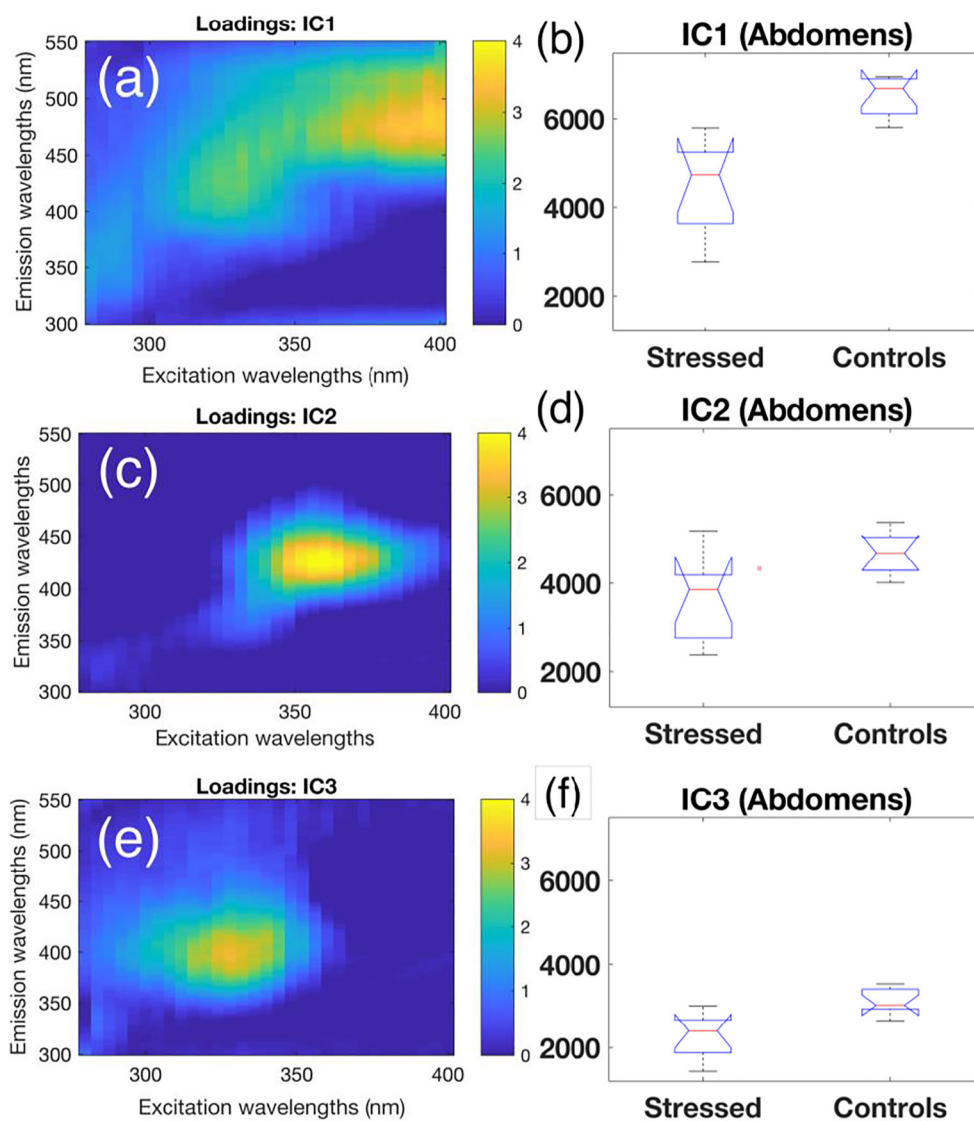 Loadings: IC1
(a)
Emission wavelengths (nm)
550
500
450
400
350
300
300
350
400
Excitation wavelengths (nm)
4
3
2
1
0
(b)
IC1 (Abdomens)
6000
4000
2000
Stressed
Controls
Loadings: IC2
(c)
Emission wavelengths
550
500
450
400
350
300
300
350
400
Excitation wavelengths
4
3
2
1
0
(d)
IC2 (Abdomens)
6000
4000
2000
Stressed
Controls
Loadings: IC3
(e)
Emission wavelengths (nm)
550
500
450
400
350
300
300
350
400
Excitation wavelengths (nm)
4
3
2
1
0
(f)
IC3 (Abdomens)
6000
4000
2000
Stressed
Controls